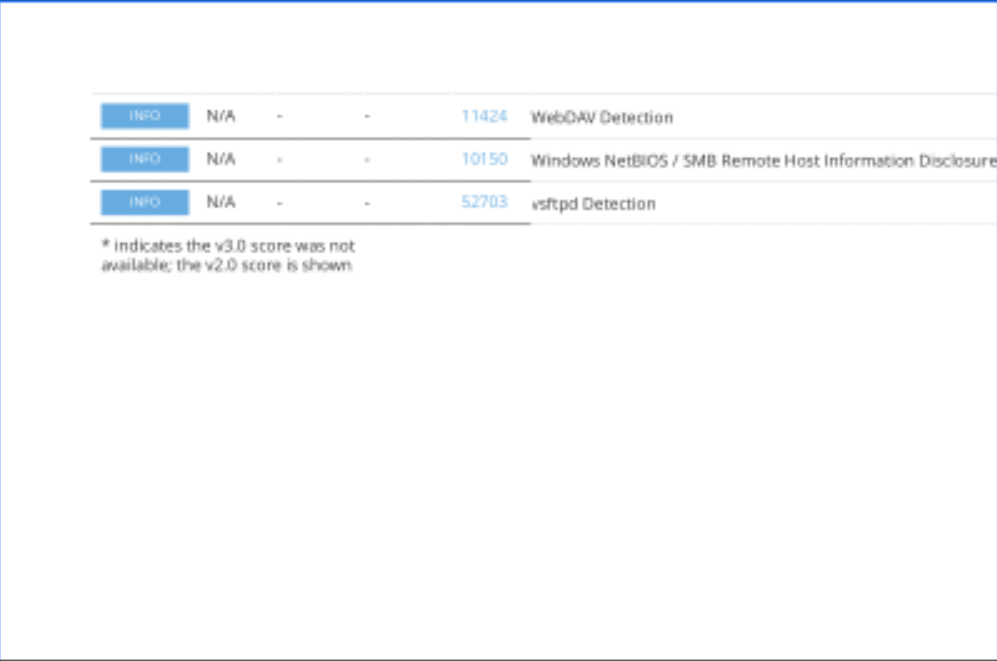 INFO N/A - - 11424 WebDAV Detection
INFO N/A - - 10150 Windows NetBIOS / SMB Remote Host Information Disclosure
INFO N/A - - 52703 vsftpd Detection
* indicates the v3.0 score was not
available; the v2.0 score is shown